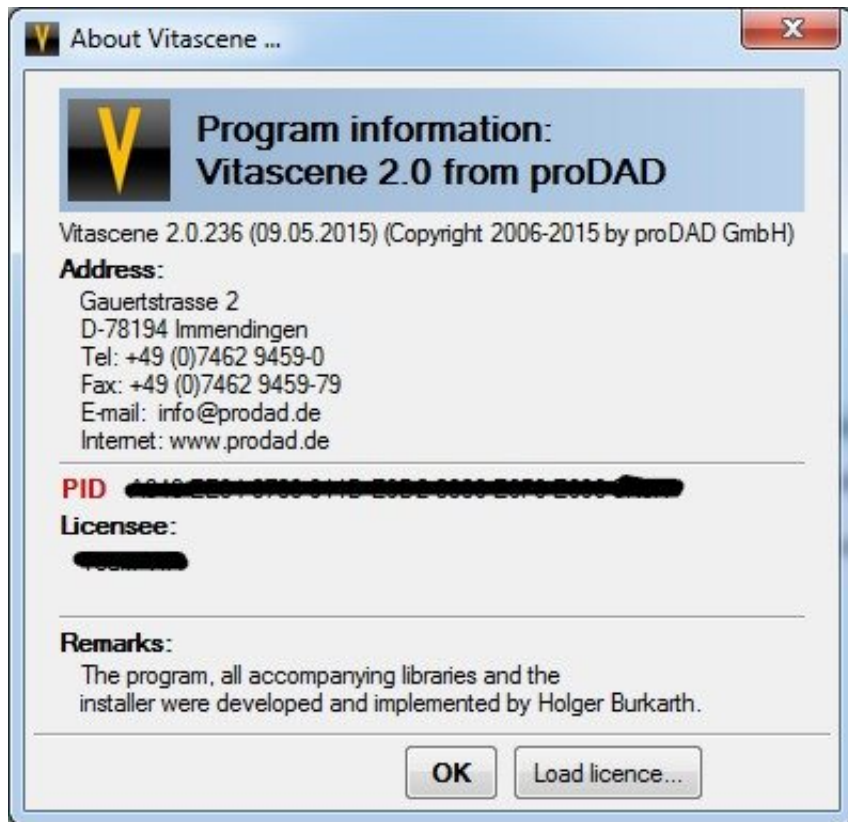 About Vitascene ...
Program information:
Vitascene 2.0 from proDAD
Vitascene 2.0.236 (09.05.2015) (Copyright 2006-2015 by proDAD GmbH)
Address:
Gauertstrasse 2
D-78194 Immendingen
Tel: +49 (0)7462 9459-0
Fax: +49 (0)7462 9459-79
E-mail: info@prodad.de
Internet: www.prodad.de
PID
Licensee:
Remarks:
The program, all accompanying libraries and the
installer were developed and implemented by Holger Burkarth.
OK Load licence...